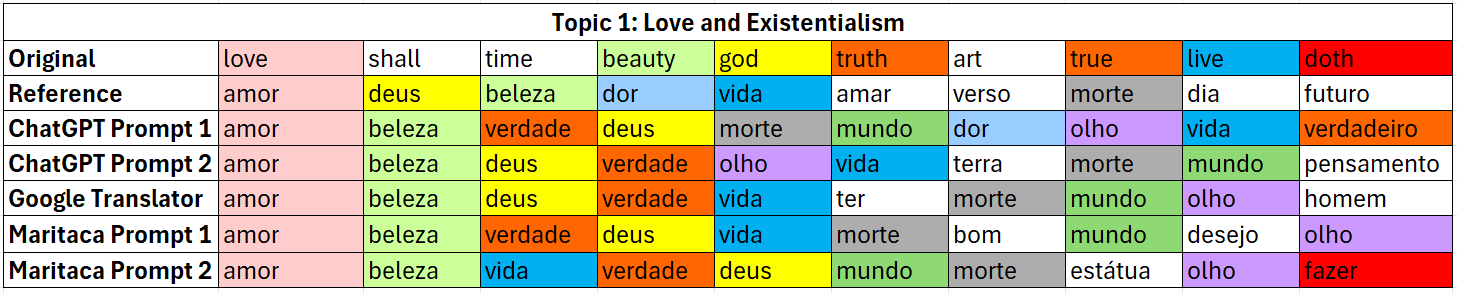 Topic 1: Love and Existentialism
Original love shall time beauty god truth art true live doth
Reference amor deus beleza dor vida amar verso morte dia futuro
ChatGPT Prompt 1 amor beleza verdade deus morte mundo dor olho vida verdadeiro
ChatGPT Prompt 2 amor beleza deus verdade olho vida terra morte mundo pensamento
Google Translator amor beleza deus verdade vida ter morte mundo olho homem
Maritaca Prompt 1 amor beleza verdade deus vida morte bom mundo desejo olho
Maritaca Prompt 2 amor beleza vida verdade deus mundo morte estátua olho fazer